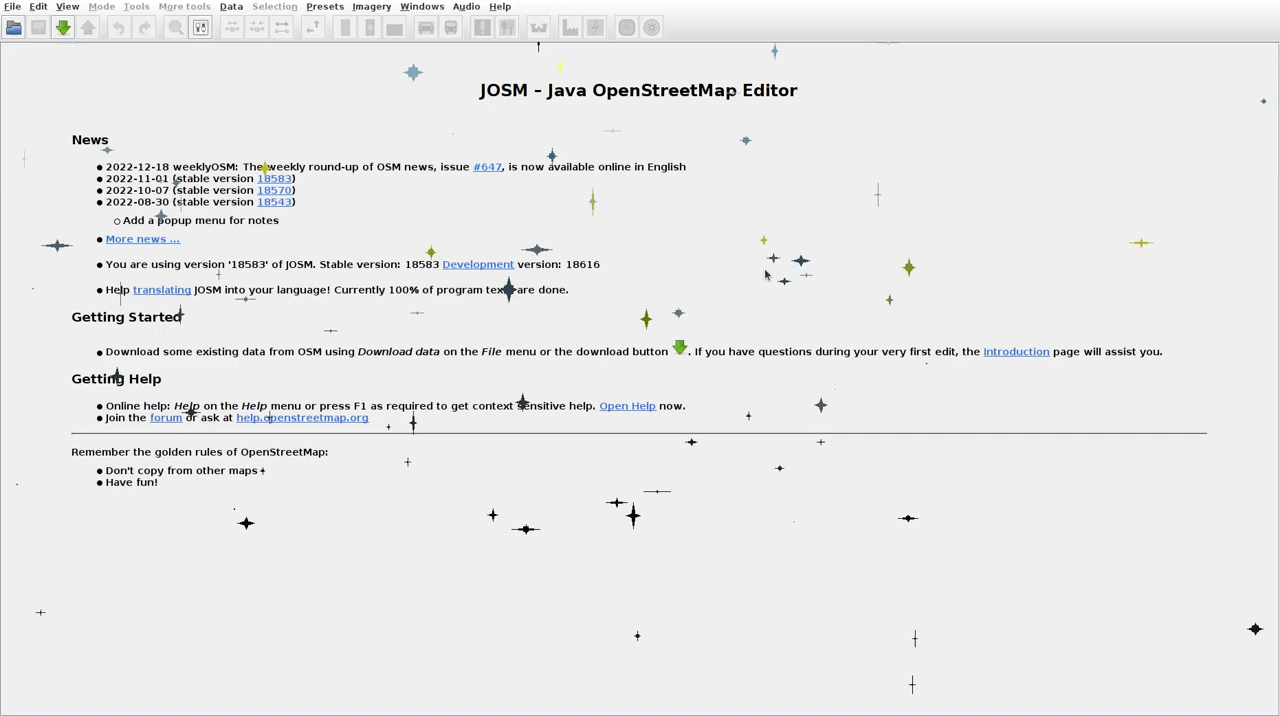 File Edit View Mode Tools More tools Data Selection Presets Imagery Windows Audio Help
JOSM – Java OpenStreetMap Editor
News
2022-12-18 weeklyOSM: The weekly round-up of OSM news, issue #647, is now available online in English
2022-11-01 (stable version 18583)
2022-10-07 (stable version 18570)
2022-08-30 (stable version 18543)
Add a popup menu for notes
More news ...
You are using version '18583' of JOSM. Stable version: 18583 Development version: 18616
Help translating JOSM into your language! Currently 100% of program texts are done.
Getting Started
Download some existing data from OSM using Download data on the File menu or the download button . If you have questions during your very first edit, the Introduction page will assist you.
Getting Help
Online help: Help on the Help menu or press F1 as required to get context sensitive help. Open Help now.
Join the forum or ask at help.openstreetmap.org
Remember the golden rules of OpenStreetMap:
Don't copy from other maps
Have fun!